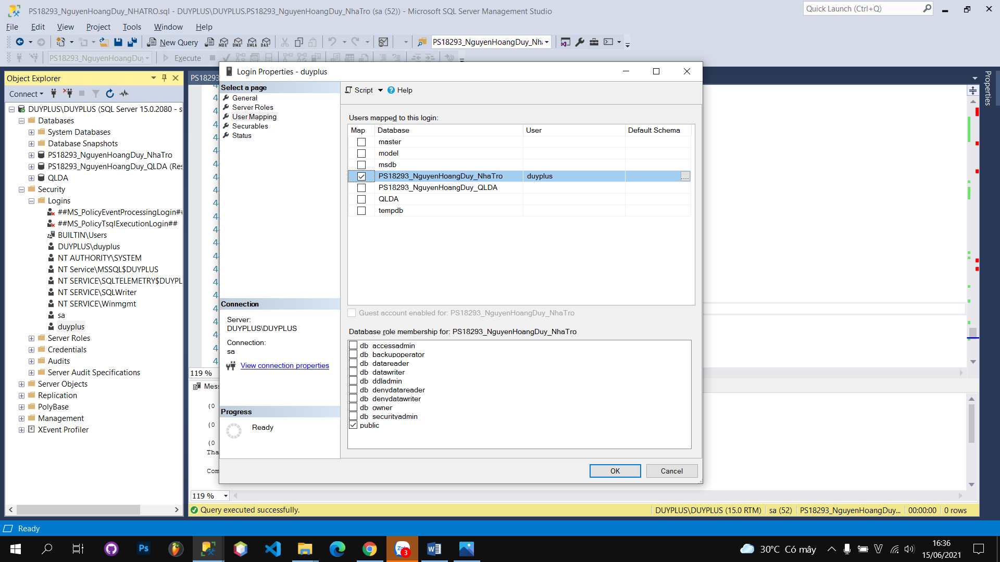 PS18293_NguyenHoangDuy_NHATRO.sql - DUYPLUS\DUYPLUS.PS18293_NguyenHoangDuy_NhaTro (sa (52)) - Microsoft SQL Server Management Studio
Quick Launch (Ctrl+Q)
File Edit View Project Tools Window Help
New Query
MDX DMX XMLA DAX
PS18293_NguyenHoangDuy_Nh
PS18293_NguyenHoangDuy
Execute
Object Explorer
Connect
DUYPLUS\DUYPLUS (SQL Server 15.0.2080 - s
Databases
System Databases
Database Snapshots
PS18293_NguyenHoangDuy_NhaTro
PS18293_NguyenHoangDuy_QLDA (Res
QLDA
Security
Logins
##MS_PolicyEventProcessingLogin##
##MS_PolicyTsqlExecutionLogin##
BUILTIN\Users
DUYPLUS\duyplus
NT AUTHORITY\SYSTEM
NT Service\MSSQL$DUYPLUS
NT SERVICE\SQLTELEMETRY$DUYPL
NT SERVICE\SQLWriter
NT SERVICE\Winmgmt
sa
duyplus
Server Roles
Credentials
Audits
Server Audit Specifications
Server Objects
Replication
PolyBase
Management
XEvent Profiler
PS18293
Login Properties - duyplus
Select a page
General
Server Roles
User Mapping
Securables
Status
Connection
Server:
DUYPLUS\DUYPLUS
Connection:
sa
View connection properties
Progress
Ready
Script Help
Users mapped to this login:
Map Database User Default Schema
master
model
msdb
PS18293_NguyenHoangDuy_NhaTro duyplus ...
PS18293_NguyenHoangDuy_QLDA
QLDA
tempdb
Guest account enabled for: PS18293_NguyenHoangDuy_NhaTro
Database role membership for: PS18293_NguyenHoangDuy_NhaTro
db_accessadmin
db_backupoperator
db_datareader
db_datawriter
db_ddladmin
db_denydatareader
db_denydatawriter
db_owner
db_securityadmin
public
OK Cancel
Properties
119 %
Mess
(0
(0
(0
Tha
Com
119 %
Query executed successfully.
DUYPLUS\DUYPLUS (15.0 RTM) sa (52) PS18293_NguyenHoangDuy... 00:00:00 0 rows
Ready
Ps
3
30°C Có mây
16:36
15/06/2021